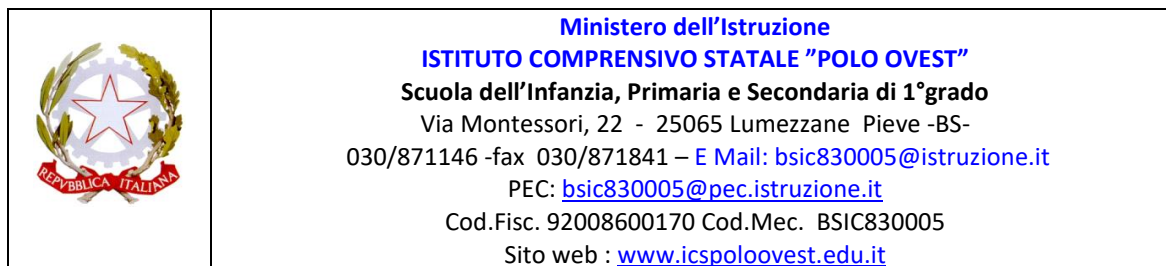 REPVBBLICA ITALIANA
Ministero dell’Istruzione
ISTITUTO COMPRENSIVO STATALE ”POLO OVEST”
Scuola dell’Infanzia, Primaria e Secondaria di 1°grado
Via Montessori, 22 - 25065 Lumezzane Pieve -BS-
030/871146 -fax 030/871841 – E Mail: bsic830005@istruzione.it
PEC: bsic830005@pec.istruzione.it
Cod.Fisc. 92008600170 Cod.Mec. BSIC830005
Sito web : www.icspoloovest.edu.it